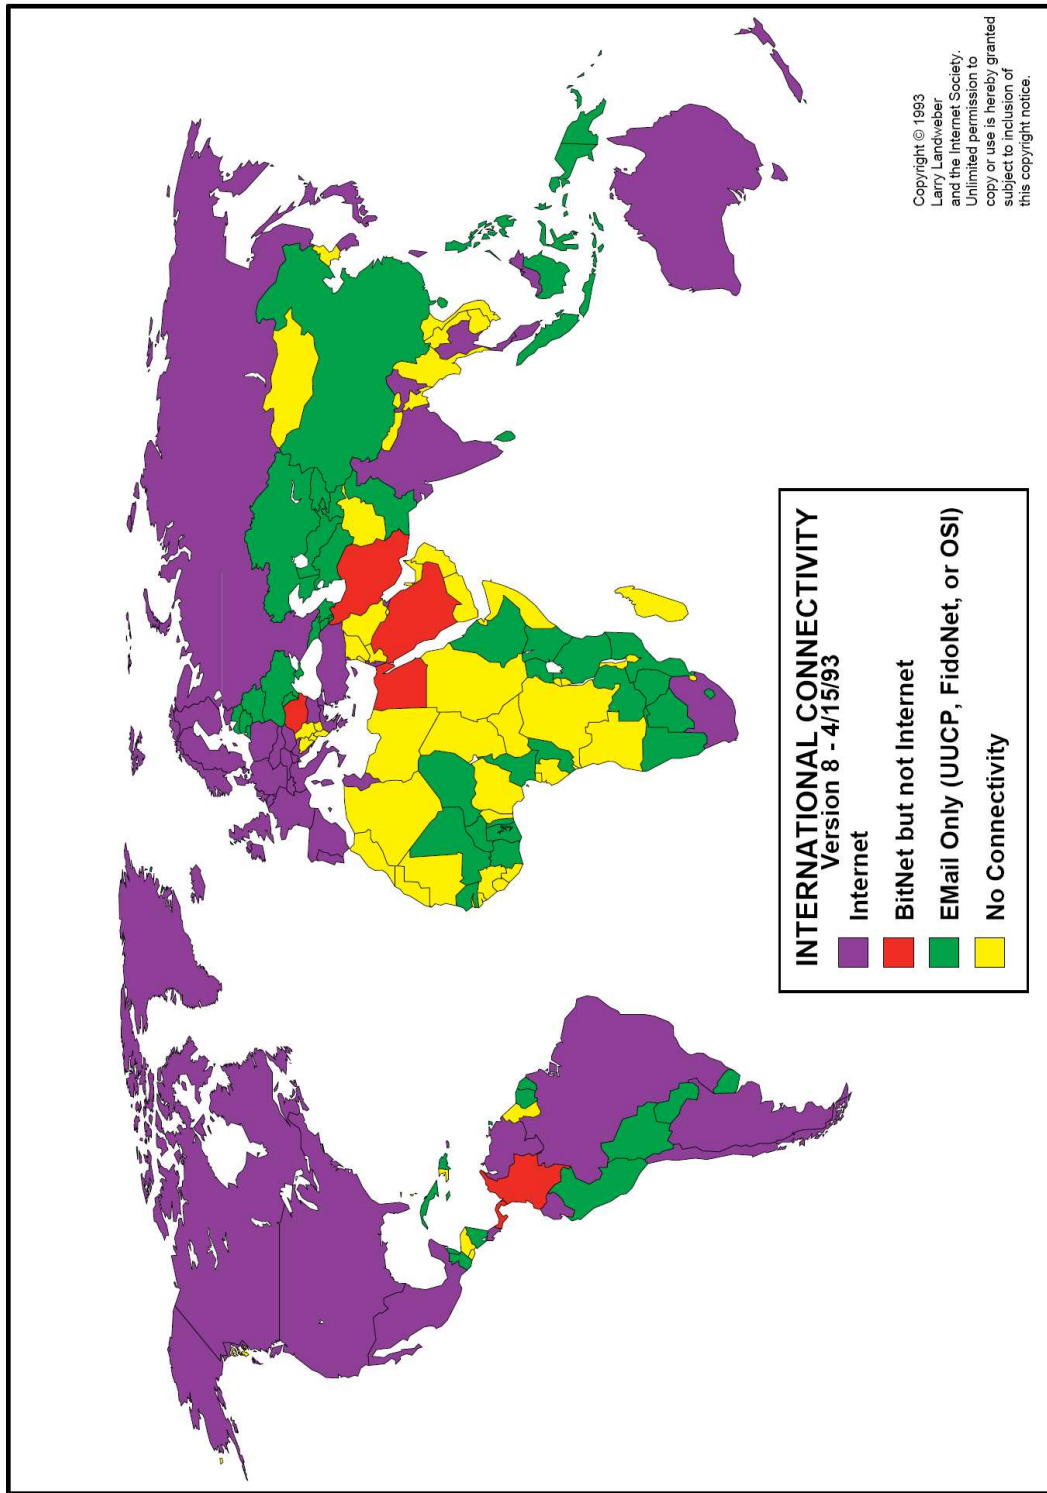 INTERNATIONAL CONNECTIVITY
Version 8 - 4/15/93
Internet
BitNet but not Internet
EMail Only (UUCP, FidoNet, or OSI)
No Connectivity
Copyright © 1993
Larry Landweber
and the Internet Society.
Unlimited permission to
copy or use is hereby granted
subject to inclusion of
this copyright notice.